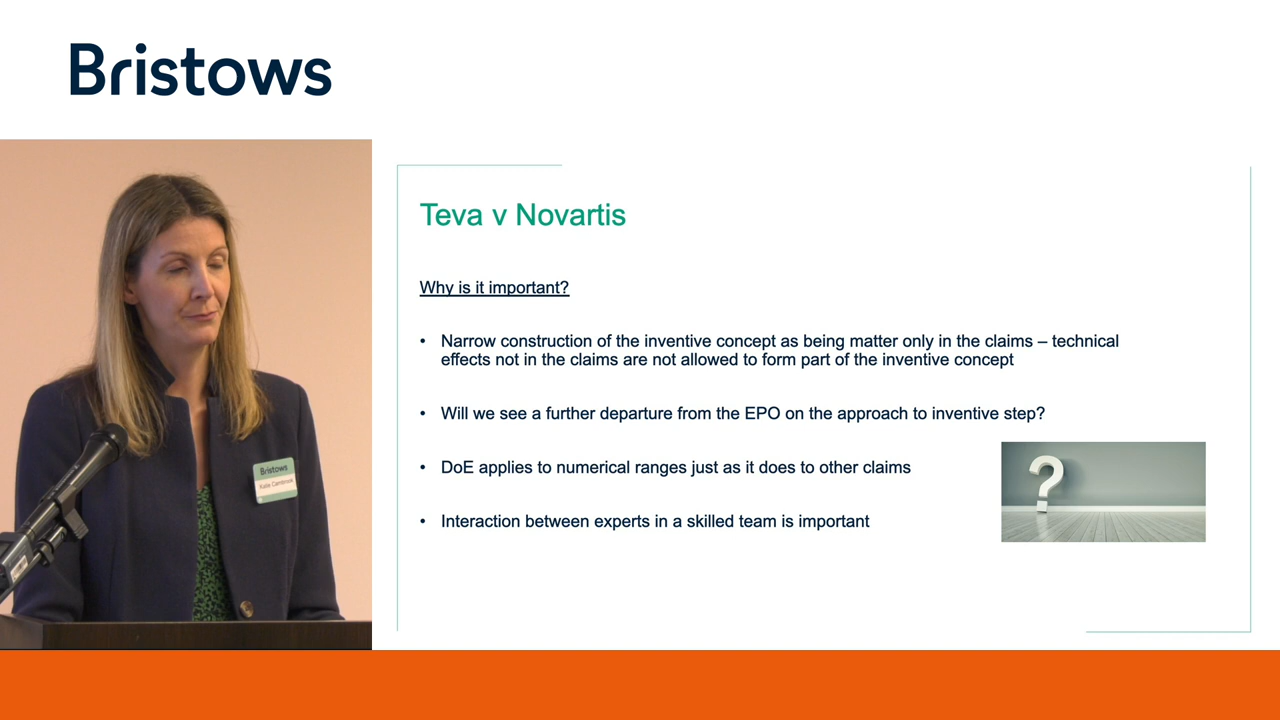 Bristows
Bristows
Teva v Novartis
Why is it important?
• Narrow construction of the inventive concept as being matter only in the claims – technical
effects not in the claims are not allowed to form part of the inventive concept
• Will we see a further departure from the EPO on the approach to inventive step?
• DoE applies to numerical ranges just as it does to other claims
• Interaction between experts in a skilled team is important
?